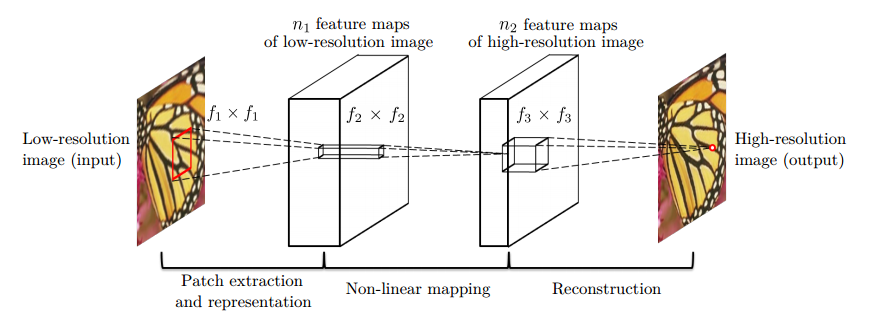 n₁ feature maps
of low-resolution image
n₂ feature maps
of high-resolution image
f₁ × f₁
f₂ × f₂
f₃ × f₃
Low-resolution
image (input)
High-resolution
image (output)
Patch extraction
and representation
Non-linear mapping
Reconstruction